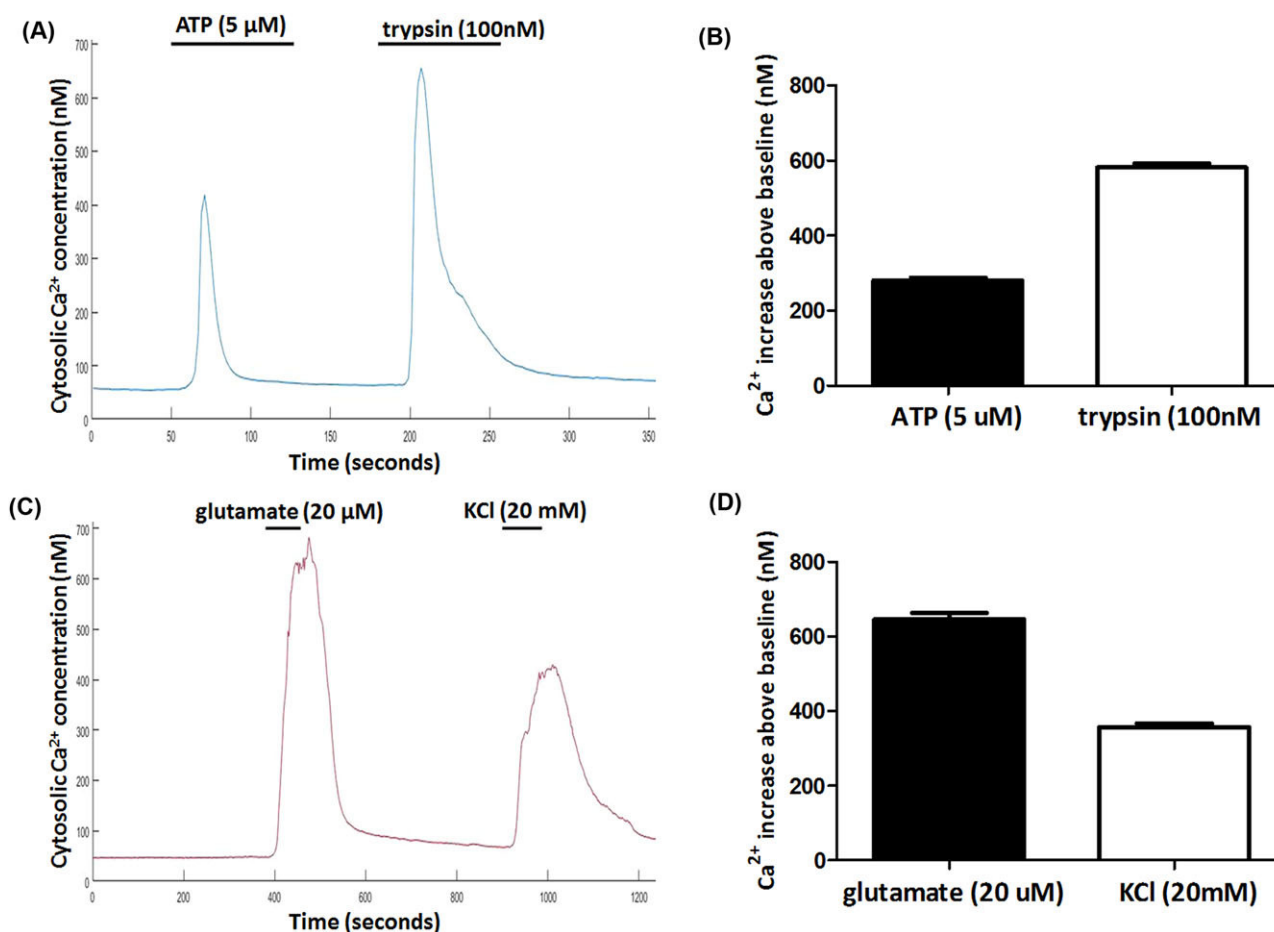 (A)
ATP (5 µM)
trypsin (100nM)
Cytosolic Ca²⁺ concentration (nM)
700
600
500
400
300
200
100
0
0 50 100 150 200 250 300 350
Time (seconds)
(B)
Ca²⁺ increase above baseline (nM)
800
600
400
200
0
ATP (5 uM)
trypsin (100nM
(C)
glutamate (20 µM)
KCl (20 mM)
Cytosolic Ca²⁺ concentration (nM)
700
600
500
400
300
200
100
0
0 200 400 600 800 1000 1200
Time (seconds)
(D)
Ca²⁺ increase above baseline (nM)
800
600
400
200
0
glutamate (20 uM)
KCl (20mM)